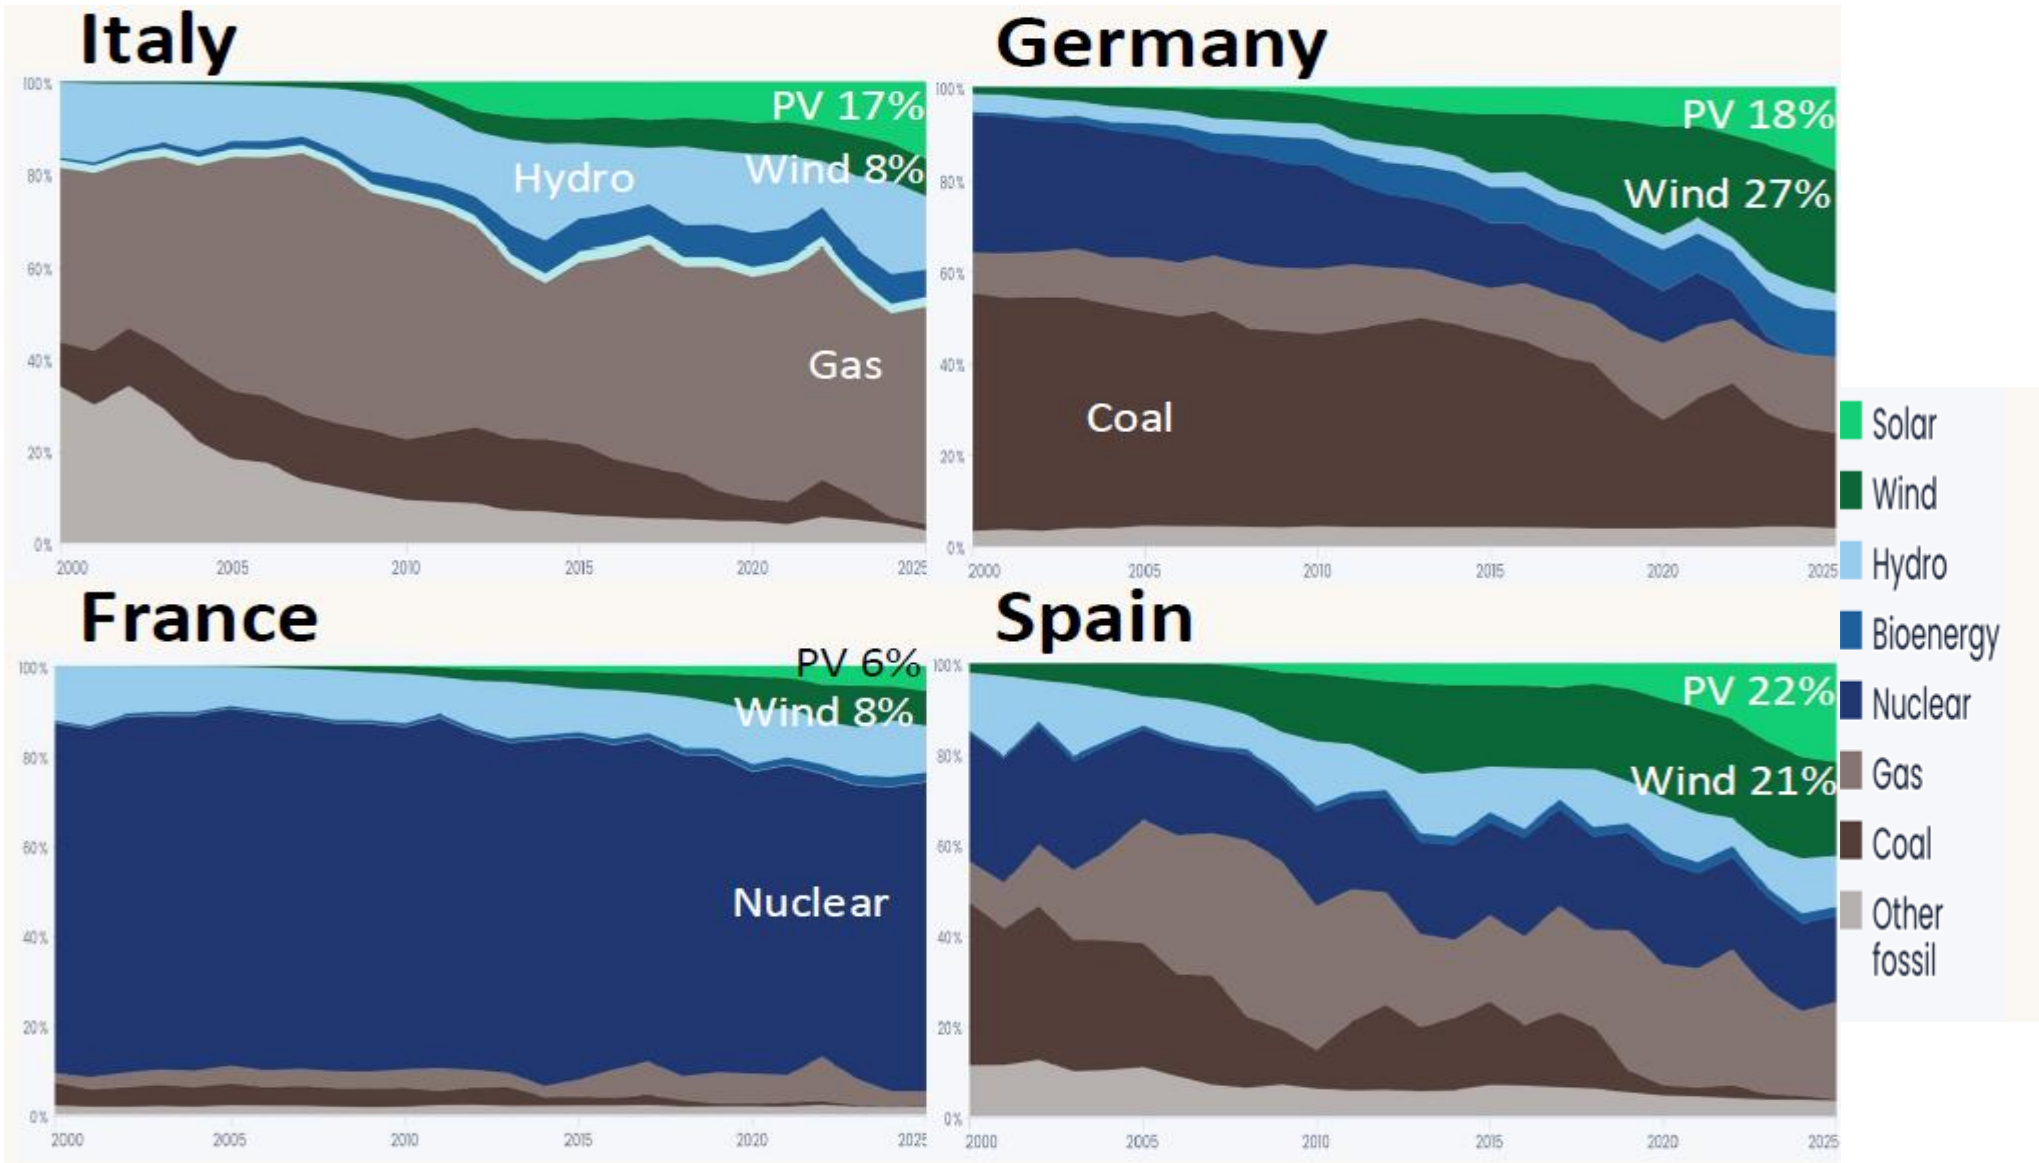 Italy
100%
80%
60%
40%
20%
0%
PV 17%
Wind 8%
Hydro
Gas
2000 2005 2010 2015 2020 2025
Germany
100%
80%
60%
40%
20%
0%
PV 18%
Wind 27%
Coal
2000 2005 2010 2015 2020 2025
France
100%
80%
60%
40%
20%
0%
PV 6%
Wind 8%
Nuclear
2000 2005 2010 2015 2020 2025
Spain
100%
80%
60%
40%
20%
0%
PV 22%
Wind 21%
2000 2005 2010 2015 2020 2025
Solar
Wind
Hydro
Bioenergy
Nuclear
Gas
Coal
Other
fossil